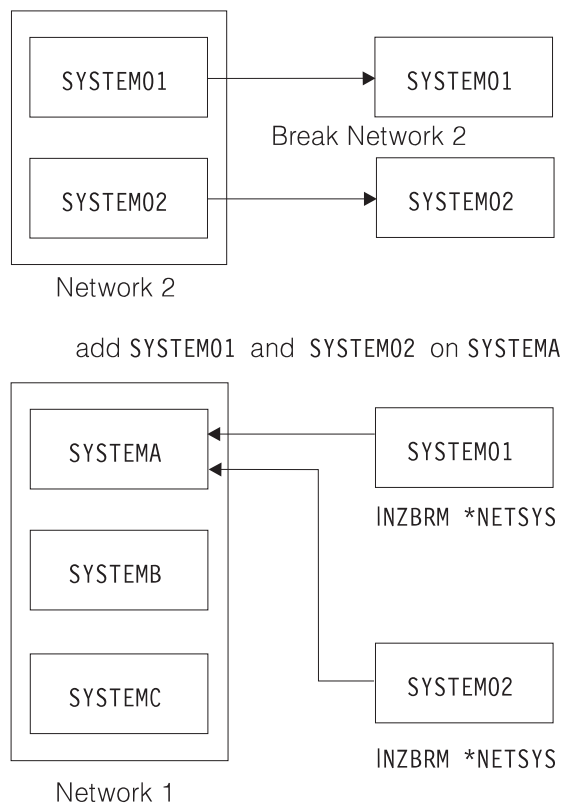 SYSTEM01
SYSTEM01
Break Network 2
SYSTEM02
SYSTEM02
Network 2
add SYSTEM01 and SYSTEM02 on SYSTEMA
SYSTEMA
SYSTEM01
INZBRM *NETSYS
SYSTEMB
SYSTEMC
SYSTEM02
INZBRM *NETSYS
Network 1